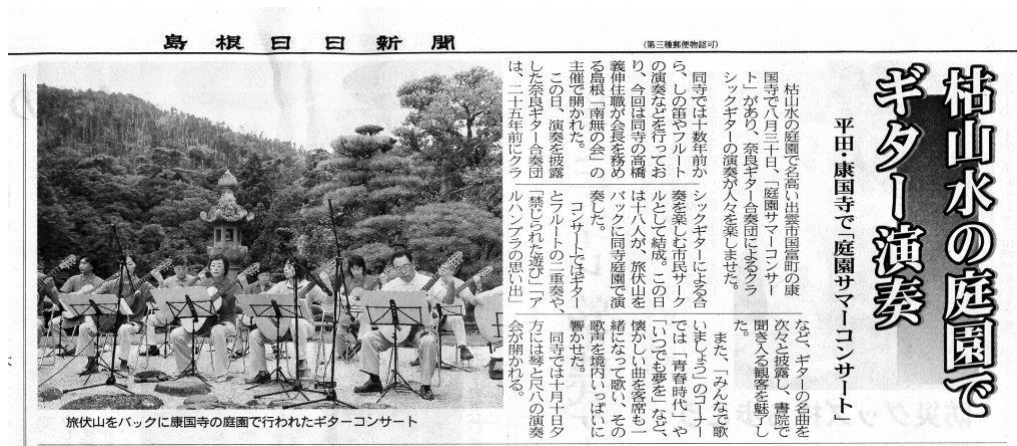 島根日日新聞
(第三種郵便物認可)
枯山水の庭園で
ギター演奏
平田・康国寺で「庭園サマーコンサート」
枯山水の庭園で名高い出雲市国富町の康
国寺で八月三十日、「庭園サマーコンサー
ト」があり、奈良ギター合奏団によるクラ
シックギターの演奏が人々を楽しませた。
同寺では十数年前か
ら、しの笛やフルート
の演奏などを行ってお
り、今回は同寺の高橋
義伸住職が会長を務め
る島根「南無の会」の
主催で開かれた。
この日、演奏を披露
した奈良ギター合奏団
は、二十五年前にクラ
シックギターによる合
奏を楽しむ市民サーク
ルとして結成。この日
は十八人が、旅伏山を
バックに同寺庭園で演
奏した。
コンサートではギター
とフルートの二重奏や、
「禁じられた遊び」「ア
ルハンブラの思い出」
など、ギターの名曲を
次々と披露し、書院で
聞き入る観客を魅了し
た。
また、「みんなで歌
いましょう」のコーナー
では「青春時代」や
「いつでも夢を」など、
懐かしい曲を客席も一
緒になって歌い、その
歌声を境内いっぱいに
響かせた。
同寺では十月十日夕
方には琴と尺八の演奏
会が開かれる。
旅伏山をバックに康国寺の庭園で行われたギターコンサート